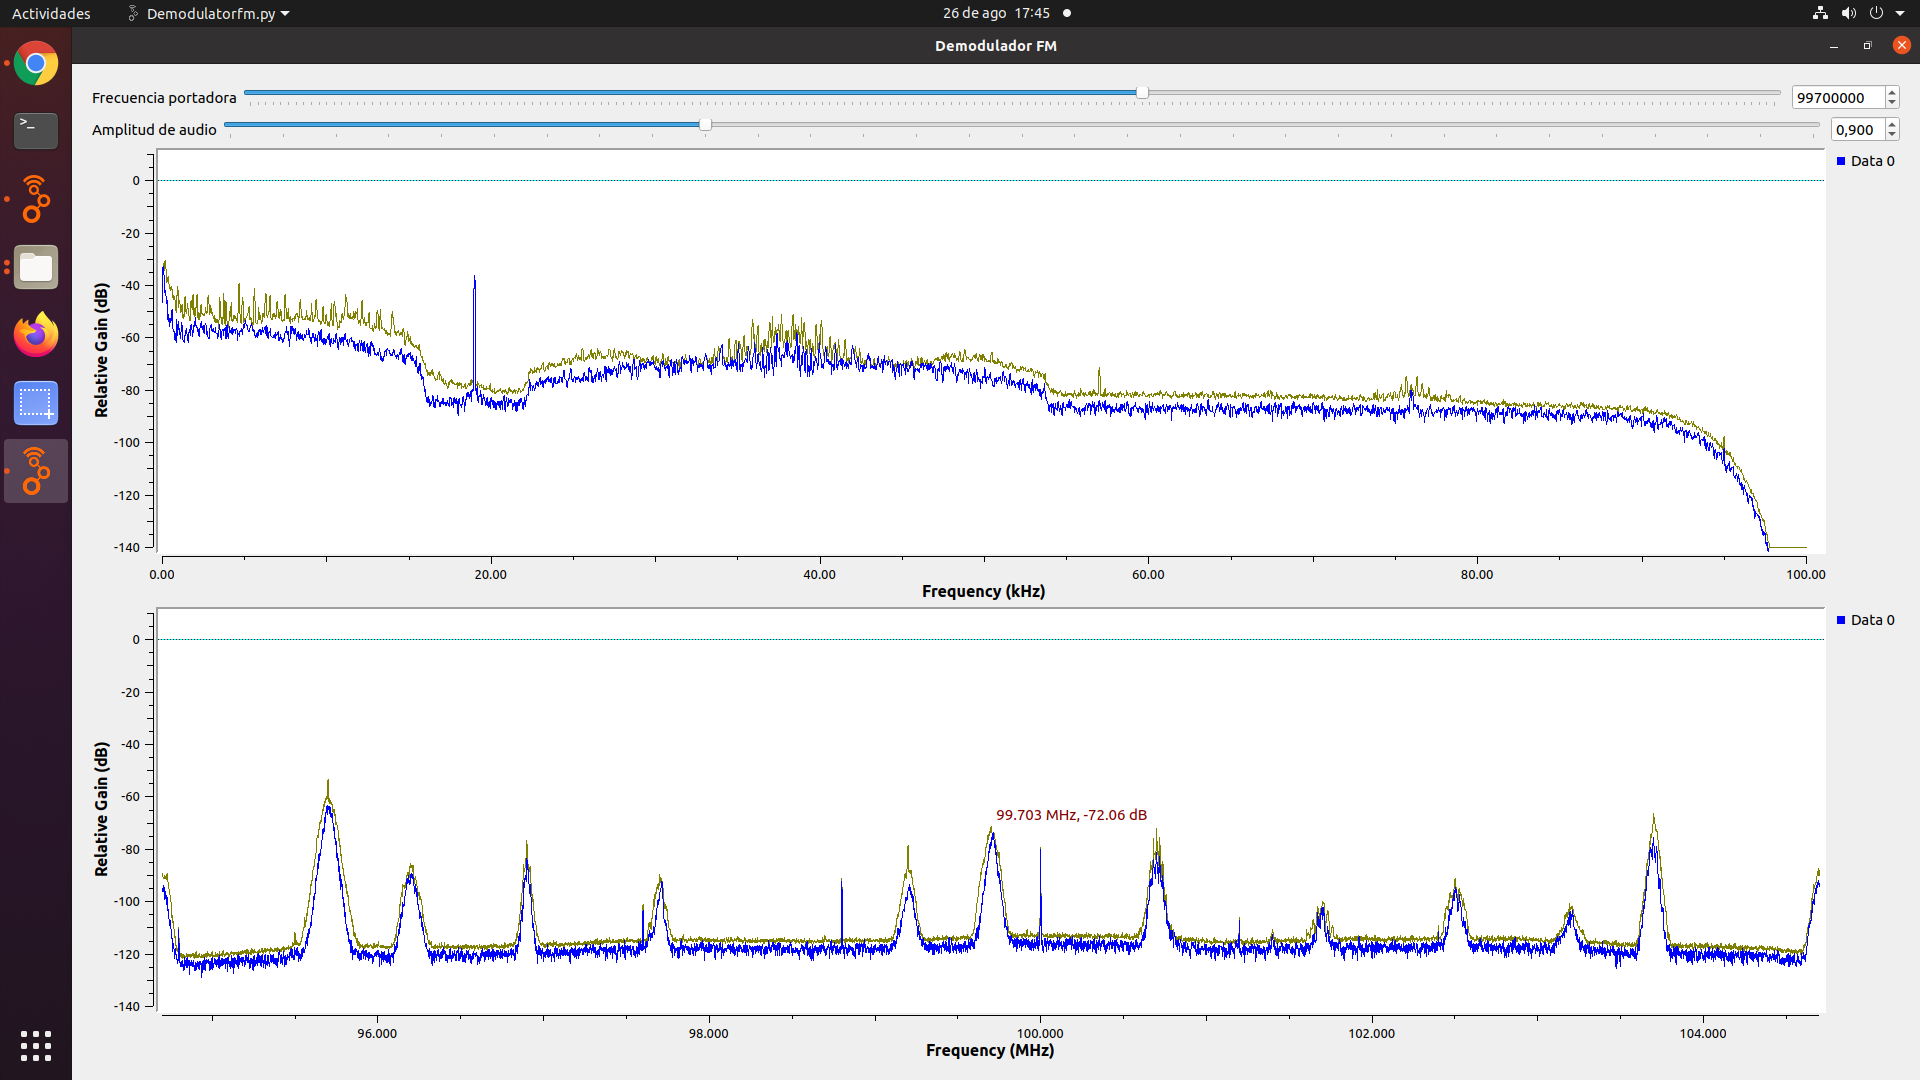 Actividades
Demodulatorfm.py
26 de ago 17:45
Demodulador FM
Frecuencia portadora
99700000
Amplitud de audio
0,900
Data 0
0
-20
-40
-60
-80
-100
-120
-140
Relative Gain (dB)
0.00 20.00 40.00 60.00 80.00 100.00
Frequency (kHz)
Data 0
0
-20
-40
-60
-80
-100
-120
-140
Relative Gain (dB)
99.703 MHz, -72.06 dB
96.000 98.000 100.000 102.000 104.000
Frequency (MHz)